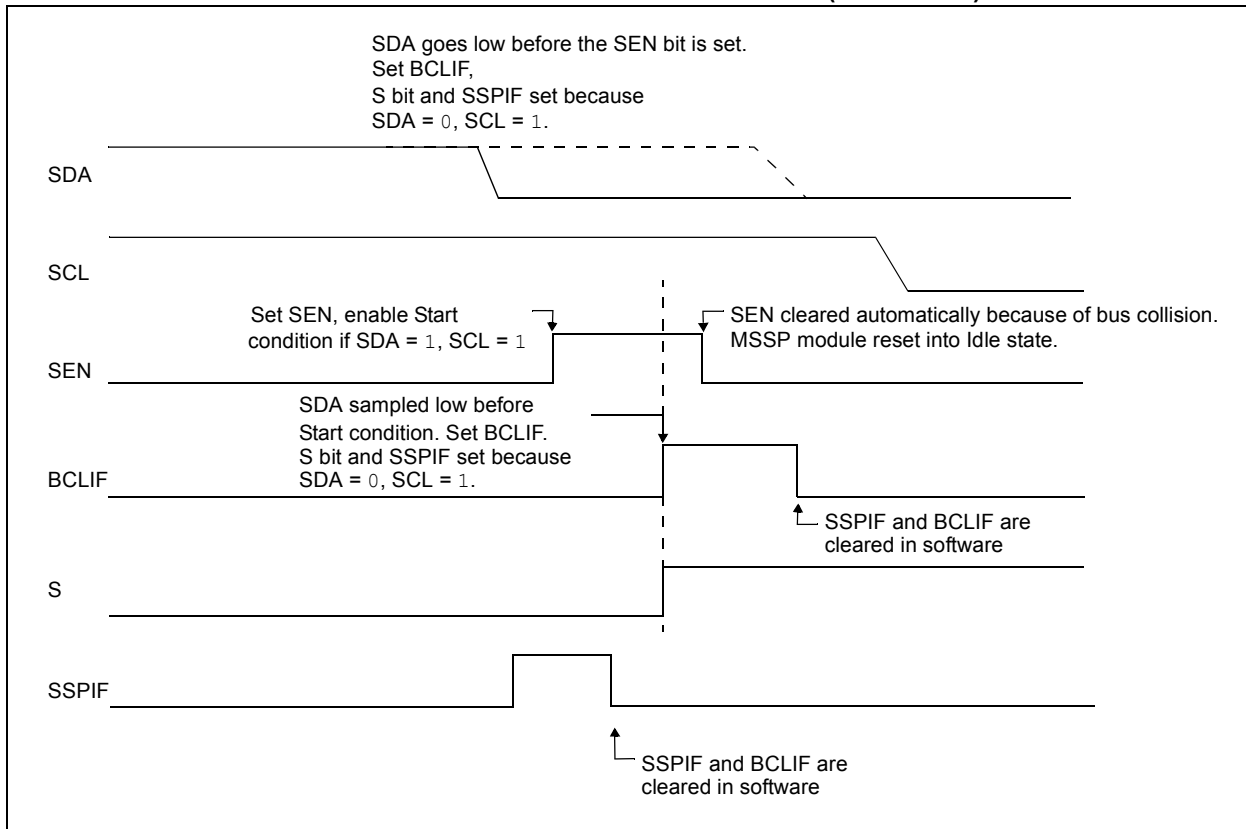 SDA goes low before the SEN bit is set.
Set BCLIF,
S bit and SSPIF set because
SDA = 0, SCL = 1.
SDA
SCL
Set SEN, enable Start
condition if SDA = 1, SCL = 1
SEN cleared automatically because of bus collision.
MSSP module reset into Idle state.
SEN
SDA sampled low before
Start condition. Set BCLIF.
S bit and SSPIF set because
SDA = 0, SCL = 1.
BCLIF
SSPIF and BCLIF are
cleared in software
S
SSPIF
SSPIF and BCLIF are
cleared in software